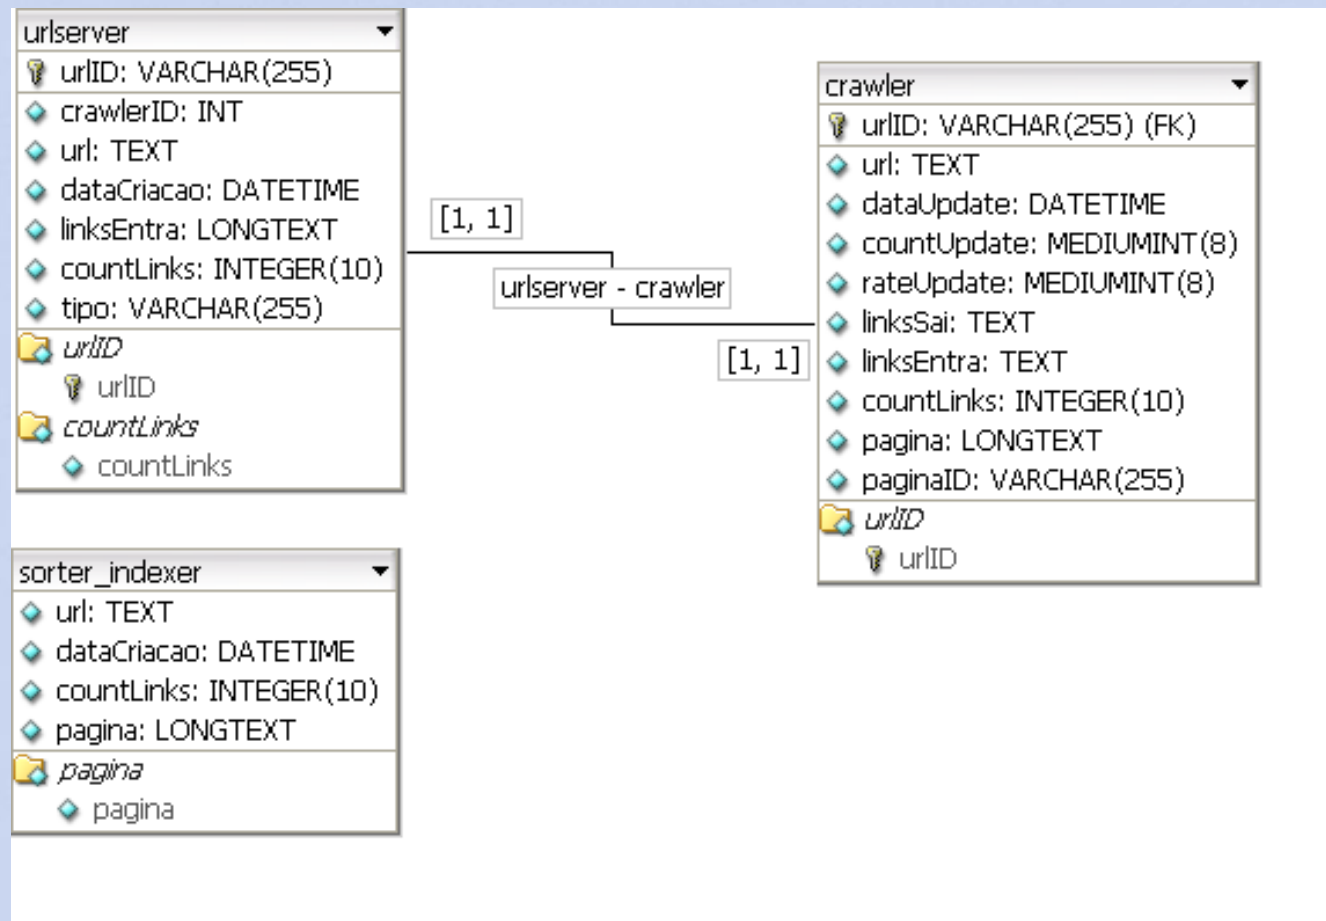 urlserver
urlID: VARCHAR(255)
crawlerID: INT
url: TEXT
dataCriacao: DATETIME
linksEntra: LONGTEXT
countLinks: INTEGER(10)
tipo: VARCHAR(255)
urlID
urlID
countLinks
countLinks
[1, 1]
urlserver - crawler
[1, 1]
crawler
urlID: VARCHAR(255) (FK)
url: TEXT
dataUpdate: DATETIME
countUpdate: MEDIUMINT(8)
rateUpdate: MEDIUMINT(8)
linksSai: TEXT
linksEntra: TEXT
countLinks: INTEGER(10)
pagina: LONGTEXT
paginaID: VARCHAR(255)
urlID
urlID
sorter_indexer
url: TEXT
dataCriacao: DATETIME
countLinks: INTEGER(10)
pagina: LONGTEXT
pagina
pagina